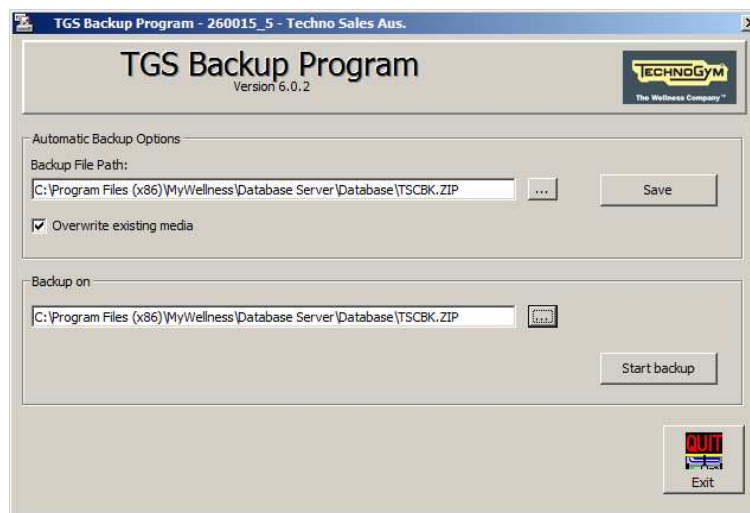 TGS Backup Program - 260015_5 - Techno Sales Aus.
TGS Backup Program
Version 6.0.2
TECHNOGYM
The Wellness Company™
Automatic Backup Options
Backup File Path:
C:\Program Files (x86)\MyWellness\Database Server\Database\TSCBK.ZIP
...
Save
Overwrite existing media
Backup on
C:\Program Files (x86)\MyWellness\Database Server\Database\TSCBK.ZIP
...
Start backup
QUIT
Exit